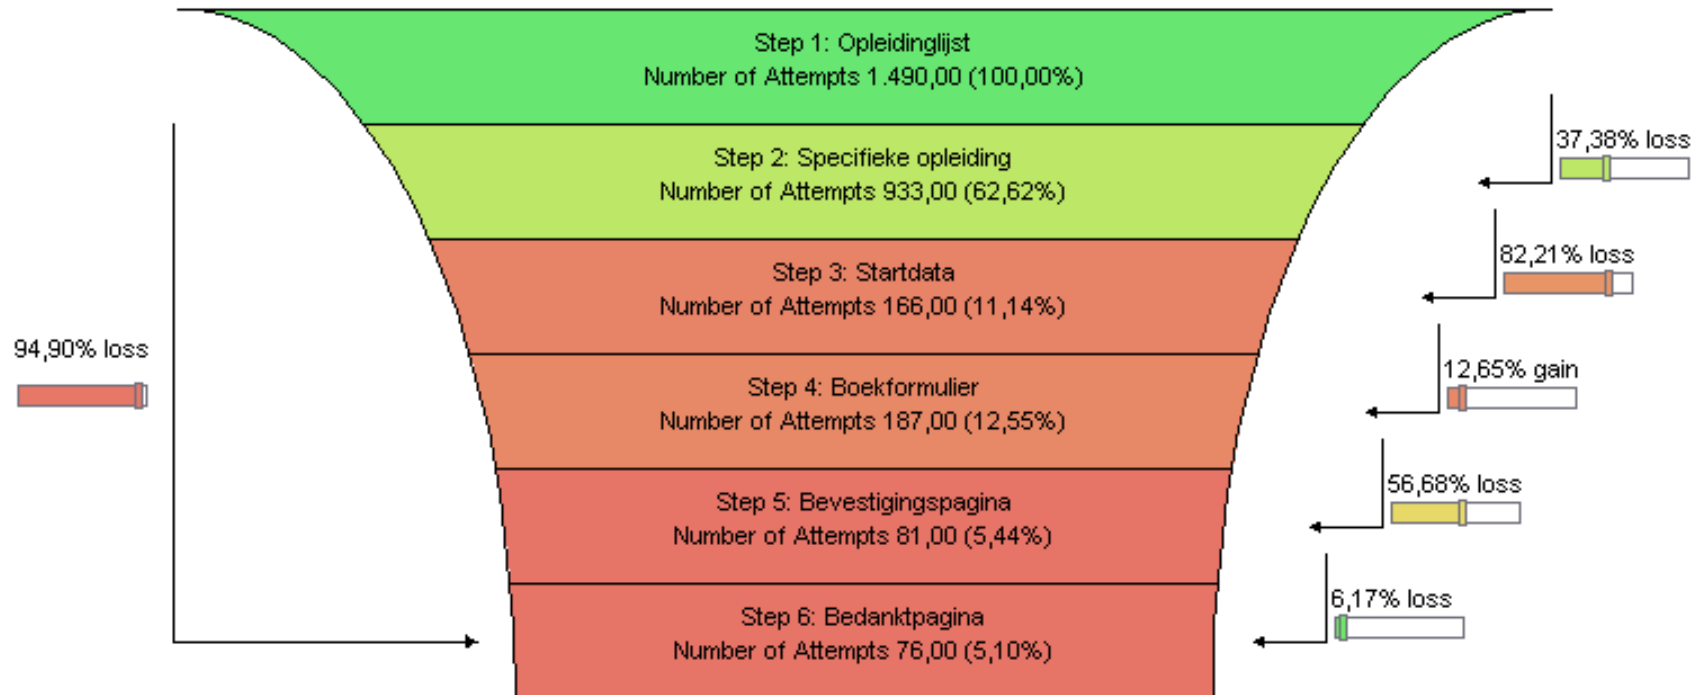 Step 1: Opleidinglijst
Number of Attempts 1.490,00 (100,00%)
37,38% loss
Step 2: Specifieke opleiding
Number of Attempts 933,00 (62,62%)
82,21% loss
Step 3: Startdata
Number of Attempts 166,00 (11,14%)
94,90% loss
12,65% gain
Step 4: Boekformulier
Number of Attempts 187,00 (12,55%)
56,68% loss
Step 5: Bevestigingspagina
Number of Attempts 81,00 (5,44%)
6,17% loss
Step 6: Bedanktpagina
Number of Attempts 76,00 (5,10%)